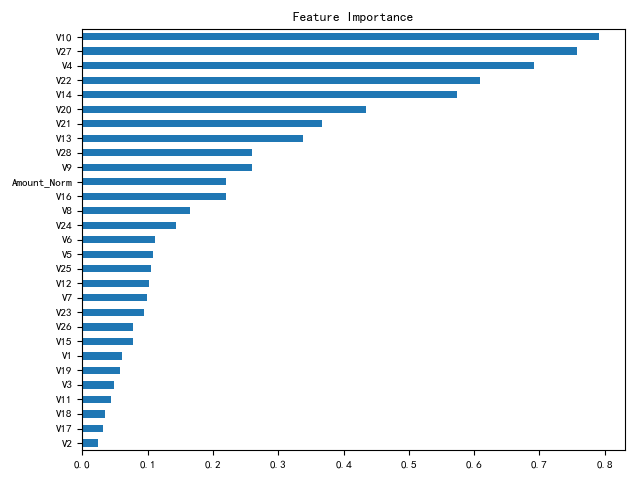 Feature Importance
V10
V27
V4
V22
V14
V20
V21
V13
V28
V9
Amount_Norm
V16
V8
V24
V6
V5
V25
V12
V7
V23
V26
V15
V1
V19
V3
V11
V18
V17
V2
0.0 0.1 0.2 0.3 0.4 0.5 0.6 0.7 0.8